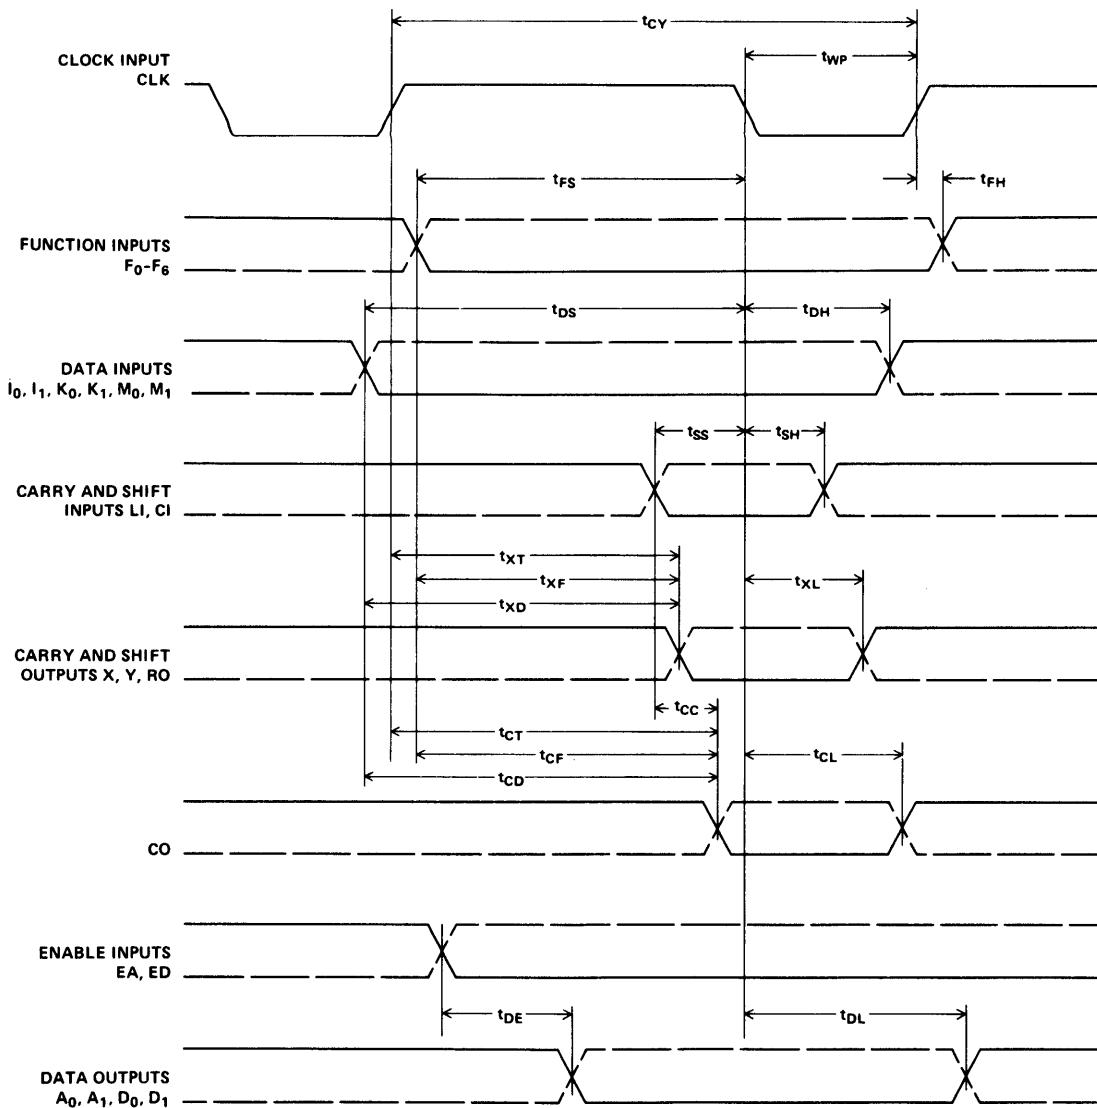 tCY
CLOCK INPUT
CLK
tWP
tFS
tFH
FUNCTION INPUTS
F0-F6
tDS
tDH
DATA INPUTS
I0, I1, K0, K1, M0, M1
tSS
tSH
CARRY AND SHIFT
INPUTS LI, CI
tXT
tXF
tXL
tXD
CARRY AND SHIFT
OUTPUTS X, Y, RO
tCC
tCT
tCF
tCL
tCD
CO
ENABLE INPUTS
EA, ED
tDE
tDL
DATA OUTPUTS
A0, A1, D0, D1